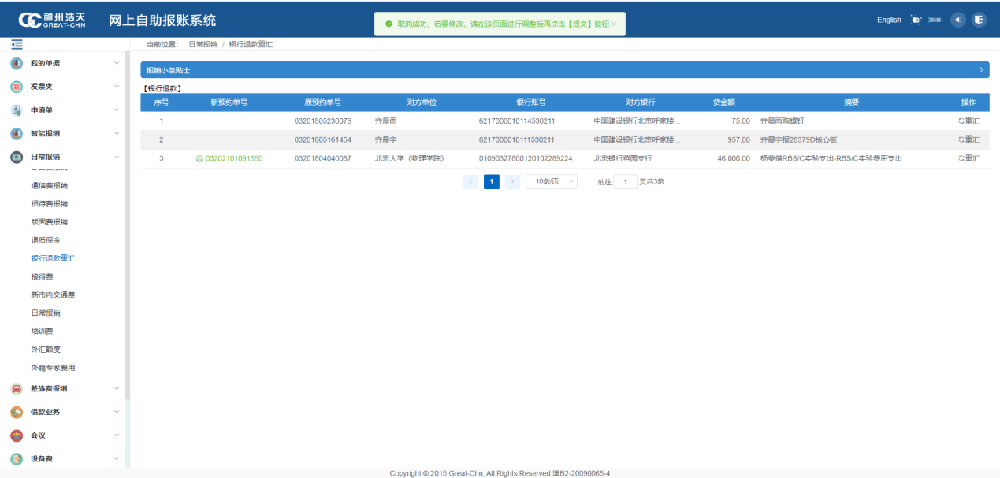 神州浩天
GREAT-CHN
网上自助报账系统
取消成功，若要修改，请在该页面进行调整后再点击【提交】按钮×
English
当前位置： 日常报销 / 银行退款重汇
我的单据
发票夹
申请单
智能报销
日常报销
通信费报销
招待费报销
版面费报销
退质保金
银行退款重汇
接待费
新市内交通费
日常报销
培训费
外汇额度
外籍专家费用
差旅费报销
借款业务
会议
设备费
报销小条贴士
【银行退款】:
序号 新预约单号 原预约单号 对方单位 银行账号 对方银行 贷金额 摘要 操作
1 03201805230079 齐晨雨 6217000010114530211 中国建设银行北京呼家楼... 75.00 齐晨雨购螺钉 重汇
2 03201805161454 齐晨宇 6217000010111530211 中国建设银行北京呼家楼... 957.00 齐晨宇报28379D核心板 重汇
3 03202101091850 03201804040087 北京大学（物理学院） 01090327800120102289224 北京银行燕园支行 46,000.00 杨斐借RBS/C实验支出-RBS/C实验费用支出 重汇
< 1 > 10条/页 前往 1 页共3条
Copyright © 2015 Great-Chn, All Rights Reserved 津B2-20090065-4